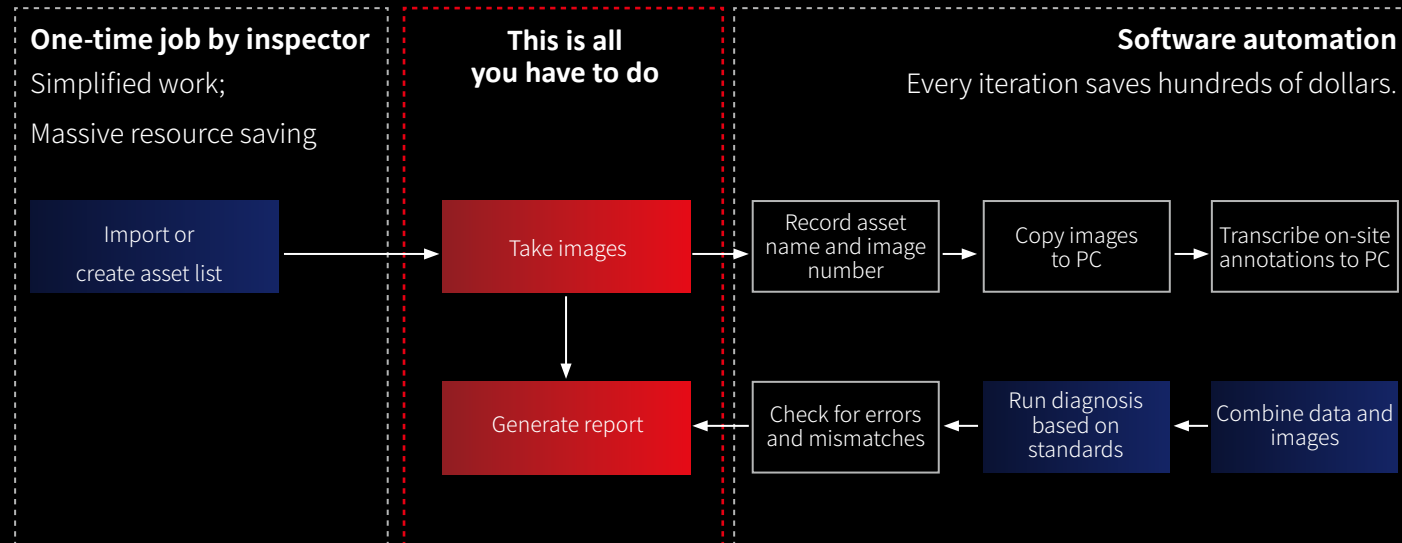 One-time job by inspector
Simplified work;
Massive resource saving
This is all
you have to do
Software automation
Every iteration saves hundreds of dollars.
Import or
create asset list
Take images
Record asset
name and image
number
Copy images
to PC
Transcribe on-site
annotations to PC
Generate report
Check for errors
and mismatches
Run diagnosis
based on
standards
Combine data and
images